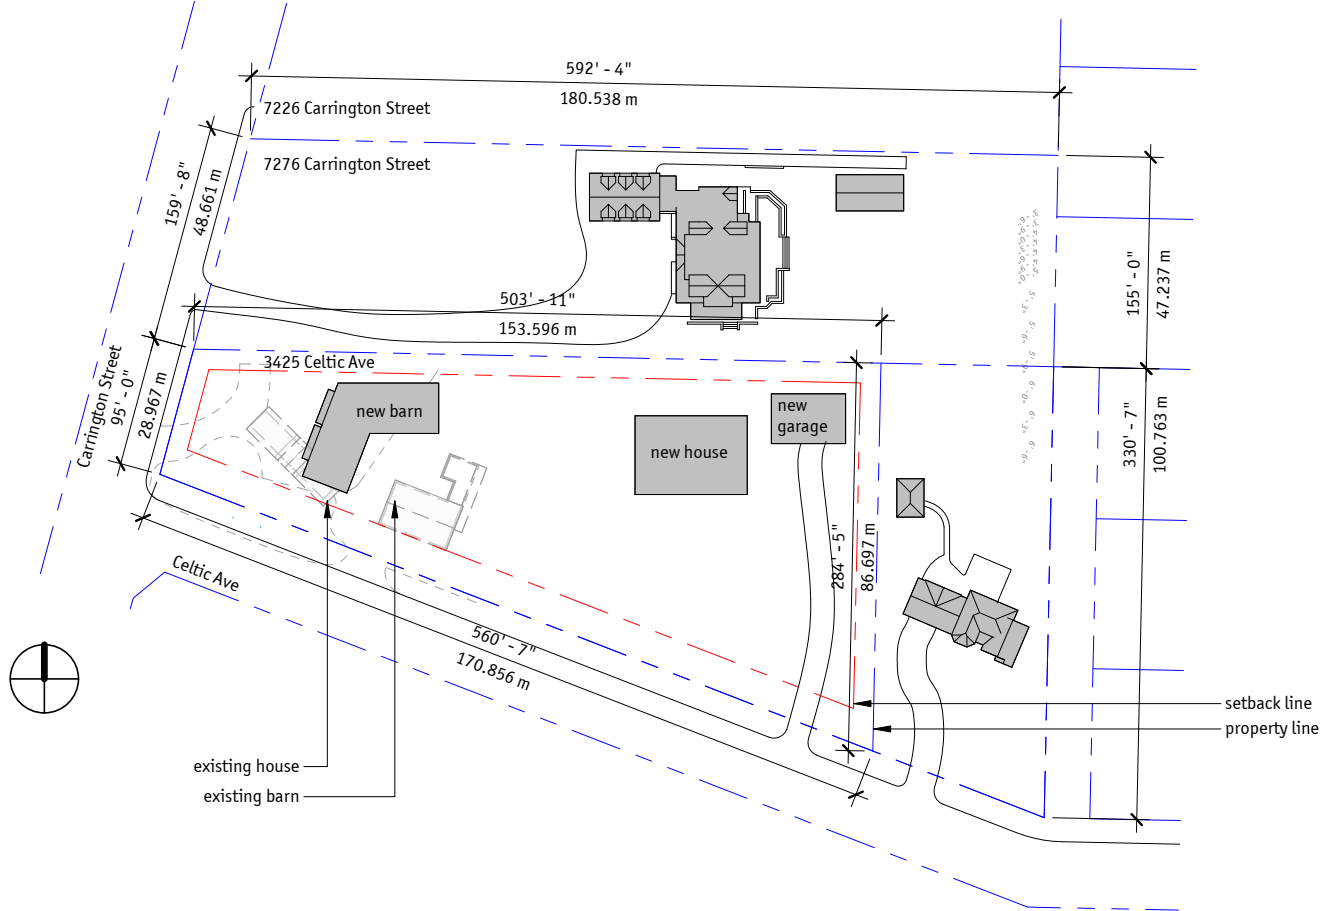 592' - 4"
180.538 m
7226 Carrington Street
7276 Carrington Street
159' - 8"
48.661 m
503' - 11"
153.596 m
155' - 0"
47.237 m
3425 Celtic Ave
Carrington Street
95' - 0"
28.967 m
new barn
new
garage
new house
330' - 7"
100.763 m
284' - 5"
86.697 m
Celtic Ave
560' - 7"
170.856 m
setback line
property line
existing house
existing barn